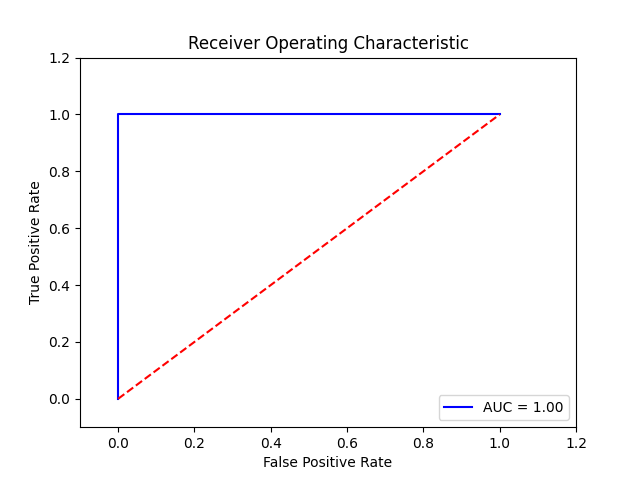 Receiver Operating Characteristic
1.2
1.0
0.8
0.6
0.4
0.2
0.0
True Positive Rate
AUC = 1.00
0.0 0.2 0.4 0.6 0.8 1.0 1.2
False Positive Rate